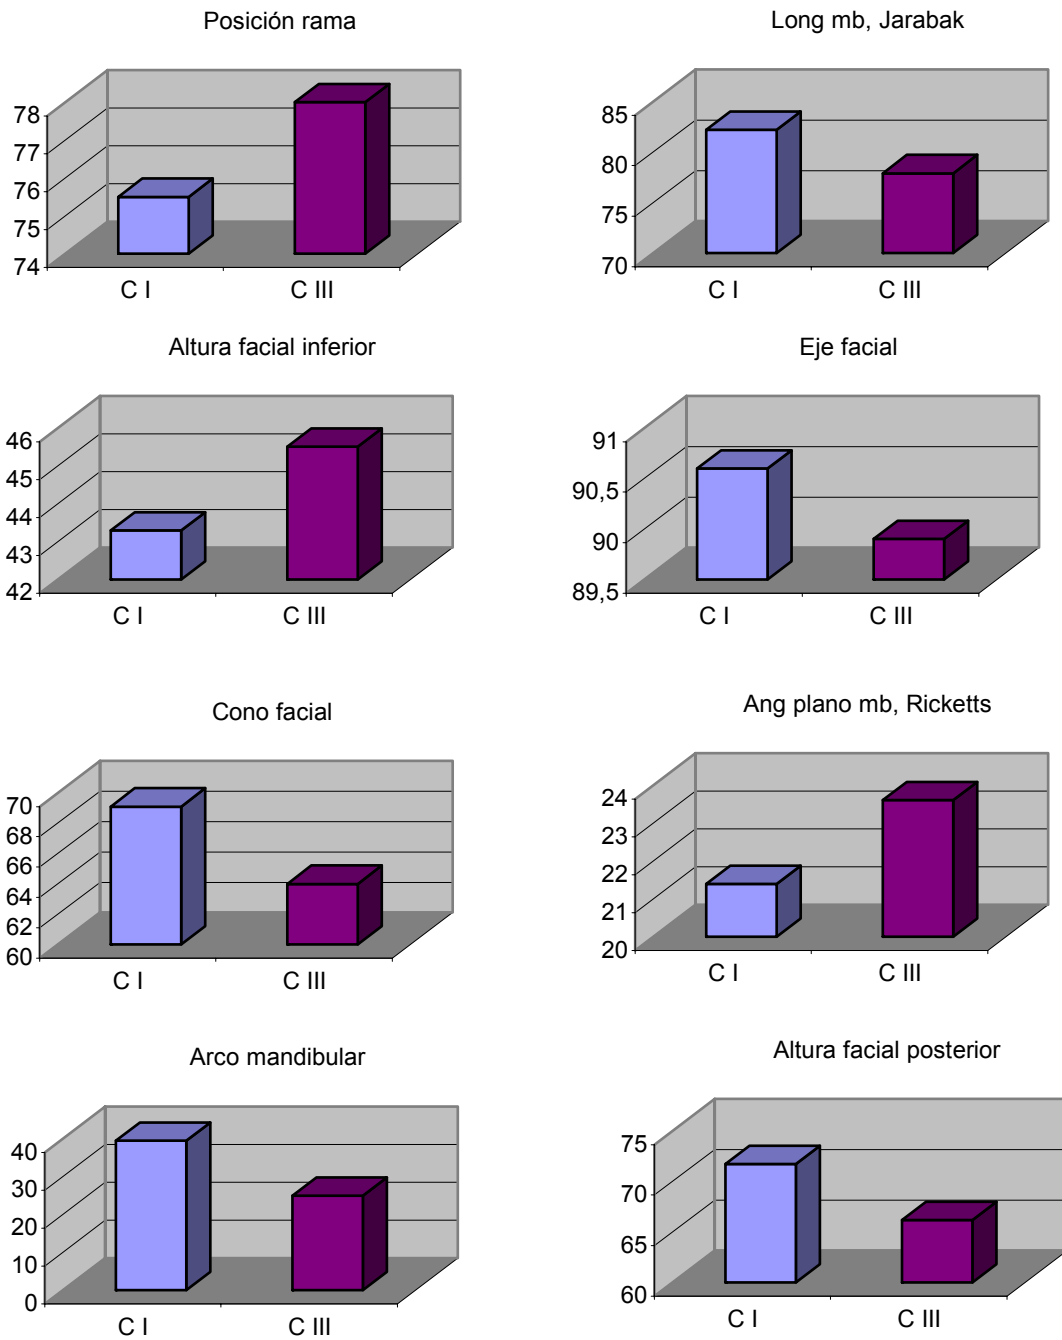 Posición rama
78
77
76
75
74
C I
C III
Long mb, Jarabak
85
80
75
70
C I
C III
Altura facial inferior
46
45
44
43
42
C I
C III
Eje facial
91
90,5
90
89,5
C I
C III
Cono facial
70
68
66
64
62
60
C I
C III
Ang plano mb, Ricketts
24
23
22
21
20
C I
C III
Arco mandibular
40
30
20
10
0
C I
C III
Altura facial posterior
75
70
65
60
C I
C III